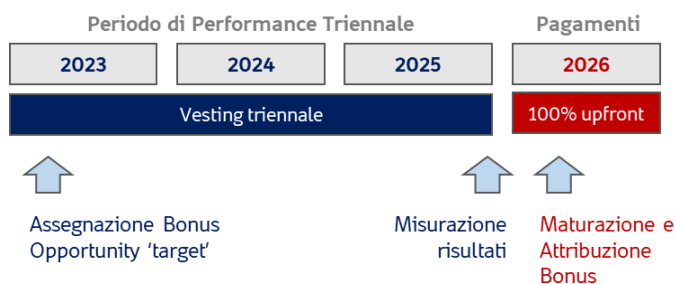 Periodo di Performance Triennale
Pagamenti
2023
2024
2025
2026
Vesting triennale
100% upfront
Assegnazione Bonus
Opportunity ‘target’
Misurazione
risultati
Maturazione e
Attribuzione
Bonus